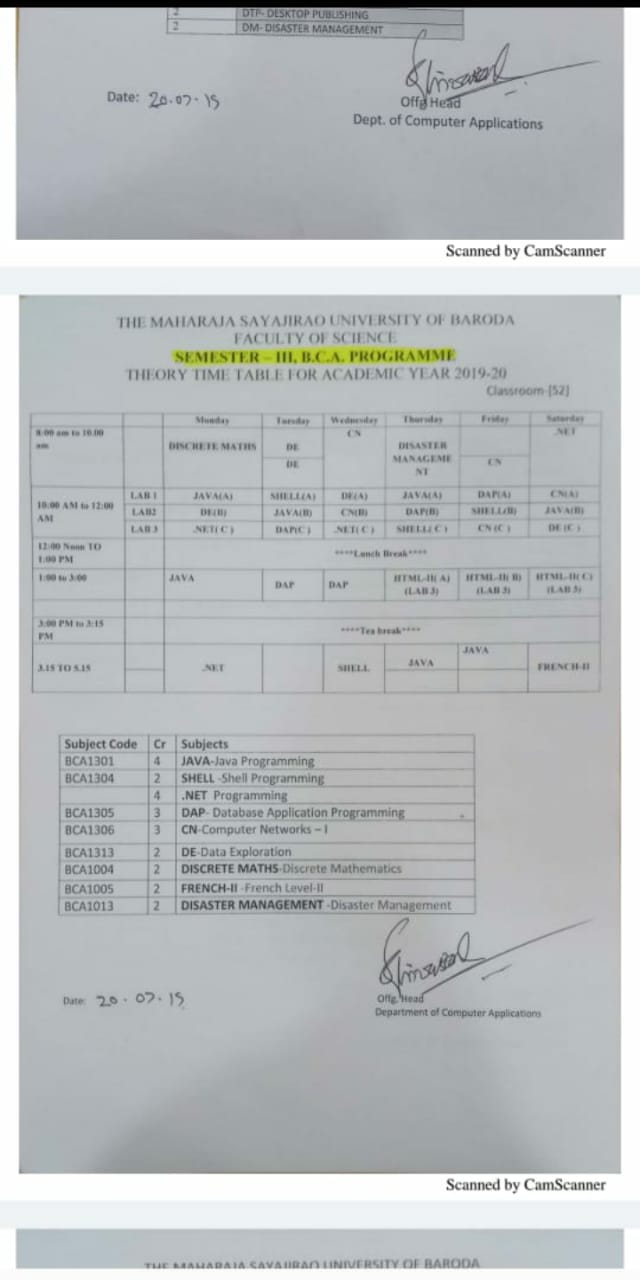 2 DTP- DESKTOP PUBLISHING
2 DM- DISASTER MANAGEMENT
Date: 20.07.19
Offg Head
Dept. of Computer Applications
Scanned by CamScanner
THE MAHARAJA SAYAJIRAO UNIVERSITY OF BARODA
FACULTY OF SCIENCE
SEMESTER – III, B.C.A. PROGRAMME
THEORY TIME TABLE FOR ACADEMIC YEAR 2019-20
Classroom-[52]
Monday Tuesday Wednesday Thursday Friday Saturday
8:00 am to 10.00 am DISCRETE MATHS DE DE CN DISASTER MANAGEME NT CN .NET
10:00 AM to 12:00 AM
LAB 1 JAVA(A) SHELL(A) DE(A) JAVA(A) DAP(A) CN(A)
LAB2 DE(B) JAVA(B) CN(B) DAP(B) SHELL(B) JAVA(B)
LAB 3 .NET( C ) DAP(C ) .NET( C ) SHELL( C ) CN (C ) DE (C )
12:00 Noon TO 1:00 PM ****Lunch Break****
1:00 to 3:00 JAVA DAP DAP HTML-II( A) (LAB 3) HTML-II( B) (LAB 3) HTML-II( C) (LAB 3)
3:00 PM to 3:15 PM ****Tea break****
3.15 TO 5.15 .NET SHELL JAVA JAVA FRENCH-II
Subject Code Cr Subjects
BCA1301 4 JAVA-Java Programming
BCA1304 2 SHELL -Shell Programming
4 .NET Programming
BCA1305 3 DAP- Database Application Programming
BCA1306 3 CN-Computer Networks – I
BCA1313 2 DE-Data Exploration
BCA1004 2 DISCRETE MATHS-Discrete Mathematics
BCA1005 2 FRENCH-II -French Level-II
BCA1013 2 DISASTER MANAGEMENT -Disaster Management
Date: 20.07.19
Offg. Head
Department of Computer Applications
Scanned by CamScanner
THE MAHARAJA SAYAJIRAO UNIVERSITY OF BARODA